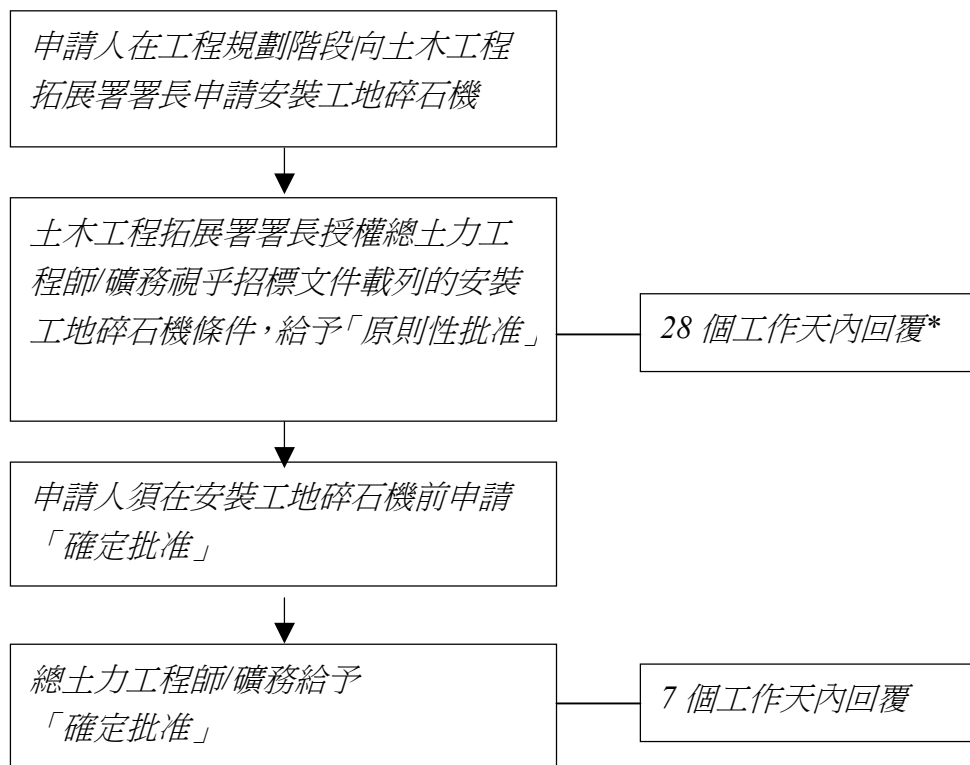 申請人在工程規劃階段向土木工程
拓展署署長申請安裝工地碎石機
土木工程拓展署署長授權總土力工
程師/礦務視乎招標文件載列的安裝
工地碎石機條件，給予「原則性批准」
28 個工作天內回覆*
申請人須在安裝工地碎石機前申請
「確定批准」
總土力工程師/礦務給予
「確定批准」
7 個工作天內回覆